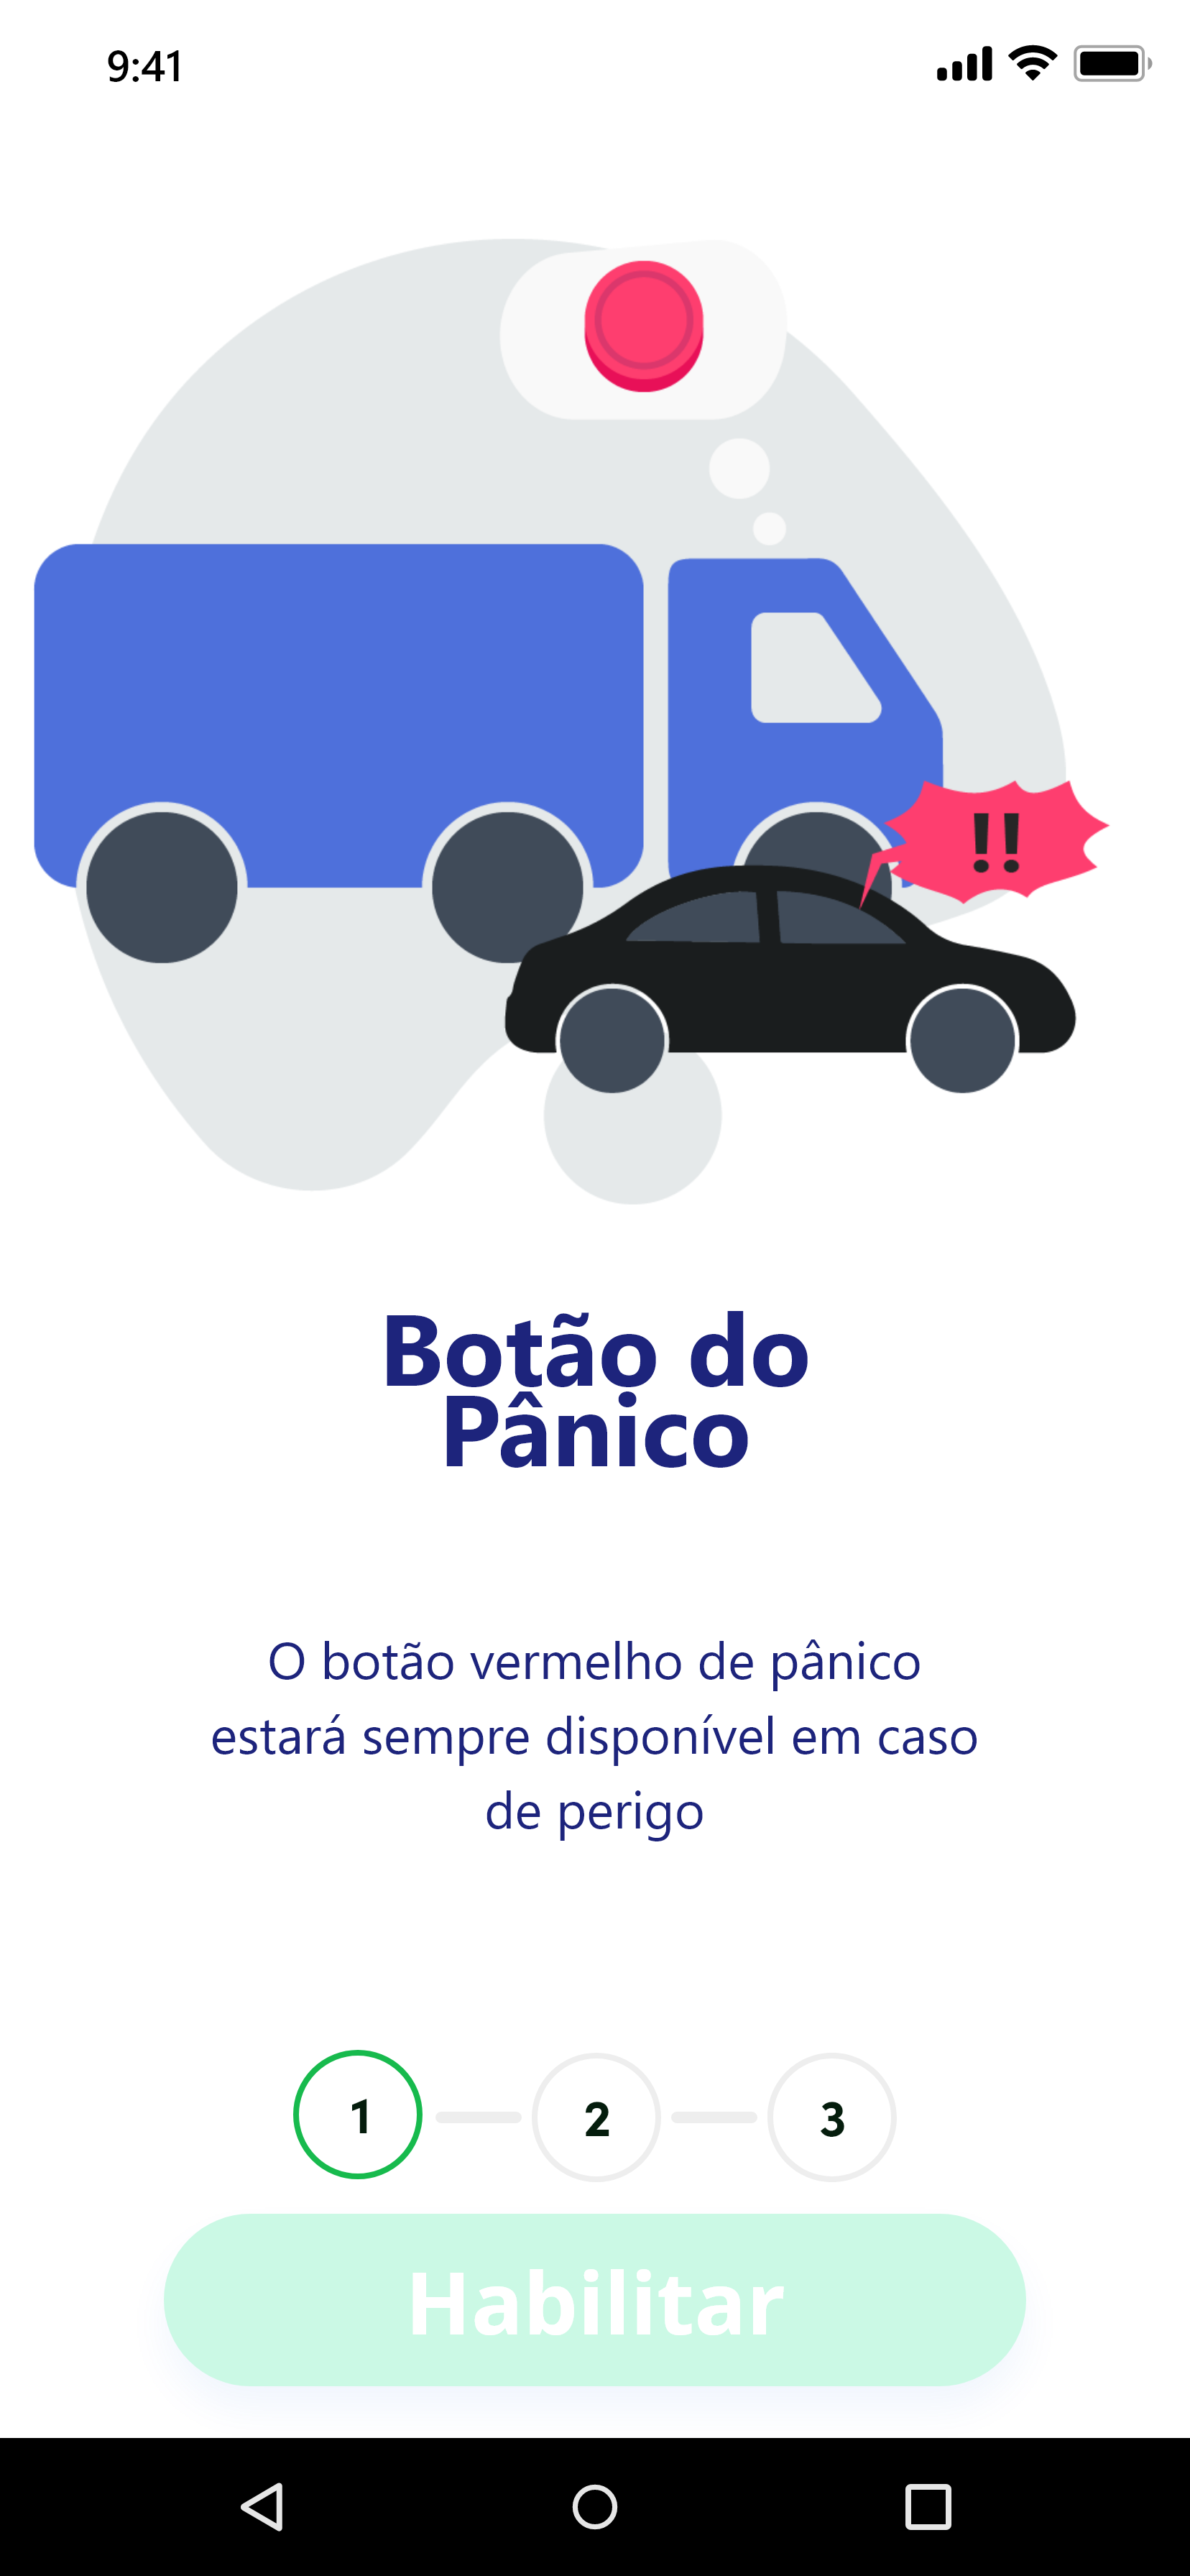 9:41
!!
Botão do
Pânico
O botão vermelho de pânico
estará sempre disponível em caso
de perigo
1 2 3
Habilitar